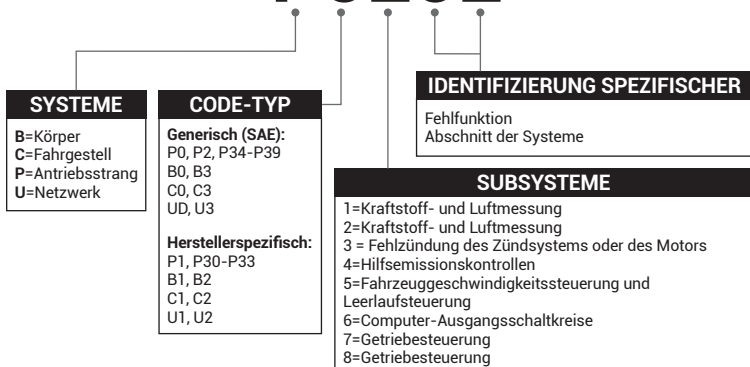 SYSTEME
B=Körper
C=Fahrgestell
P=Antriebsstrang
U=Netzwerk
CODE-TYP
Generisch (SAE):
P0, P2, P34-P39
B0, B3
C0, C3
UD, U3
Herstellerspezifisch:
P1, P30-P33
B1, B2
C1, C2
U1, U2
IDENTIFIZIERUNG SPEZIFISCHER
Fehlfunktion
Abschnitt der Systeme
SUBSYSTEME
1=Kraftstoff- und Luftmessung
2=Kraftstoff- und Luftmessung
3 = Fehlzündung des Zündsystems oder des Motors
4=Hilfsemissionskontrollen
5=Fahrzeuggeschwindigkeitssteuerung und
Leerlaufsteuerung
6=Computer-Ausgangsschaltkreise
7=Getriebesteuerung
8=Getriebesteuerung